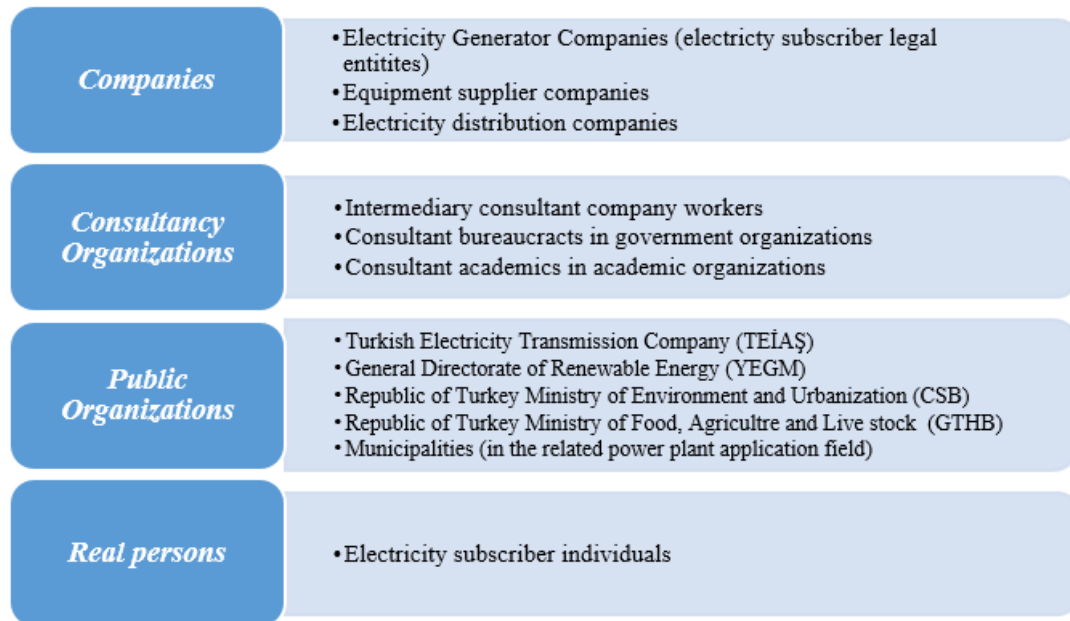 Companies
•Electricity Generator Companies (electricty subscriber legal
entitites)
•Equipment supplier companies
•Electricity distribution companies
Consultancy
Organizations
•Intermediary consultant company workers
•Consultant bureaucracts in government organizations
•Consultant academics in academic organizations
Public
Organizations
•Turkish Electricity Transmission Company (TEİAŞ)
•General Directorate of Renewable Energy (YEGM)
•Republic of Turkey Ministry of Environment and Urbanization (CSB)
•Republic of Turkey Ministry of Food, Agricultre and Live stock (GTHB)
•Municipalities (in the related power plant application field)
Real persons
•Electricity subscriber individuals